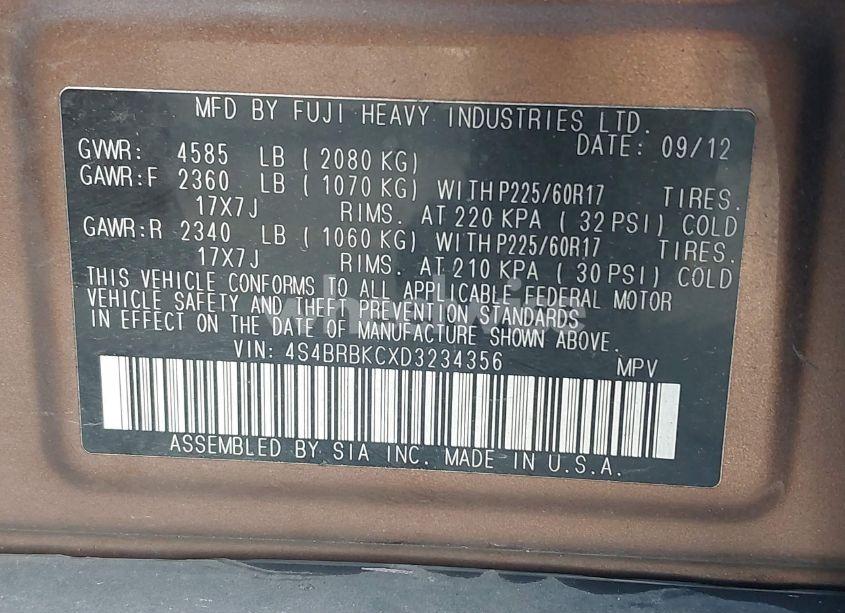 MFD BY FUJI HEAVY INDUSTRIES LTD.
DATE: 09/12
GVWR: 4585 LB ( 2080 KG)
GAWR:F 2360 LB ( 1070 KG) WITH P225/60R17 TIRES.
17X7J RIMS. AT 220 KPA ( 32 PSI) COLD
GAWR:R 2340 LB ( 1060 KG) WITH P225/60R17 TIRES.
17X7J RIMS. AT 210 KPA ( 30 PSI) COLD
THIS VEHICLE CONFORMS TO ALL APPLICABLE FEDERAL MOTOR
VEHICLE SAFETY AND THEFT PREVENTION STANDARDS
IN EFFECT ON THE DATE OF MANUFACTURE SHOWN ABOVE.
VIN: 4S4BRBKCXD3234356 MPV
ASSEMBLED BY SIA INC. MADE IN U.S.A.